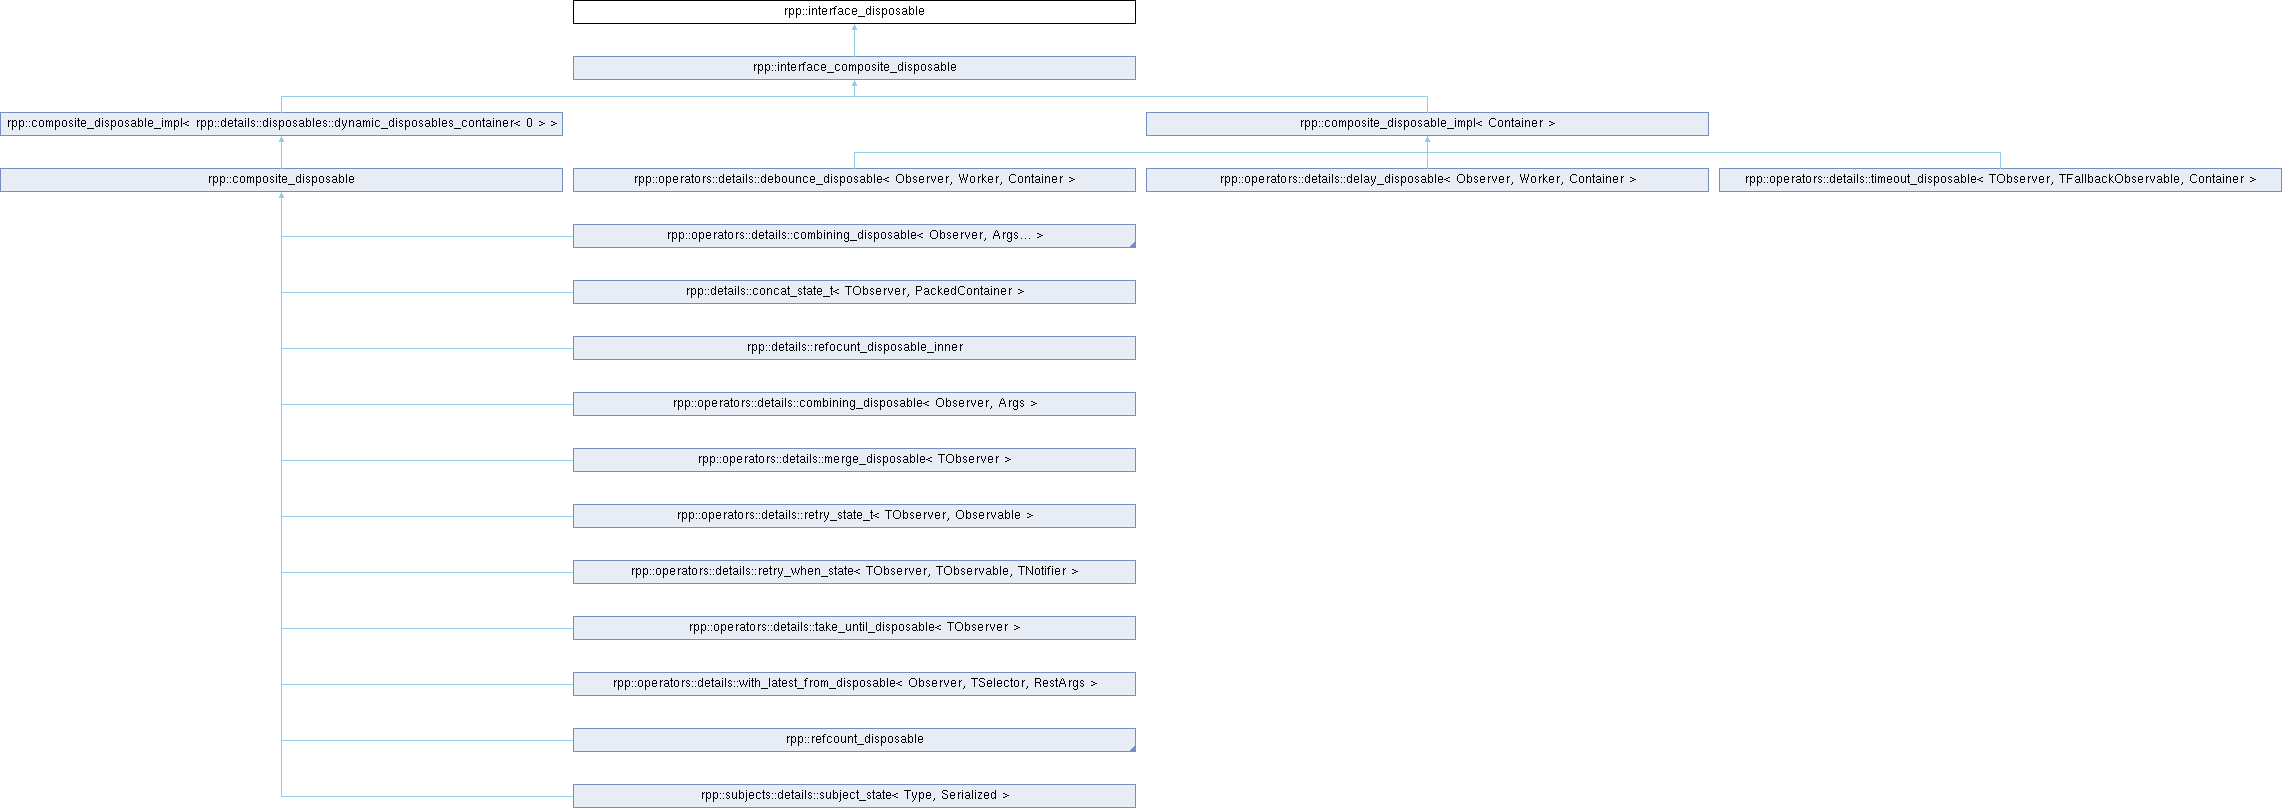 rpp::interface_disposable
rpp::interface_composite_disposable
rpp::composite_disposable_impl< rpp::details::disposables::dynamic_disposables_container< 0 > >
rpp::composite_disposable_impl< Container >
rpp::composite_disposable
rpp::operators::details::debounce_disposable< Observer, Worker, Container >
rpp::operators::details::delay_disposable< Observer, Worker, Container >
rpp::operators::details::timeout_disposable< TObserver, TFallbackObservable, Container >
rpp::operators::details::combining_disposable< Observer, Args... >
rpp::details::concat_state_t< TObserver, PackedContainer >
rpp::details::refocunt_disposable_inner
rpp::operators::details::combining_disposable< Observer, Args >
rpp::operators::details::merge_disposable< TObserver >
rpp::operators::details::retry_state_t< TObserver, Observable >
rpp::operators::details::retry_when_state< TObserver, TObservable, TNotifier >
rpp::operators::details::take_until_disposable< TObserver >
rpp::operators::details::with_latest_from_disposable< Observer, TSelector, RestArgs >
rpp::refcount_disposable
rpp::subjects::details::subject_state< Type, Serialized >